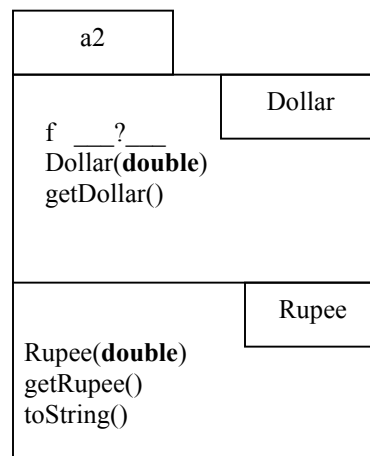 a2
Dollar
f ___?___
Dollar(double)
getDollar()
Rupee
Rupee(double)
getRupee()
toString()